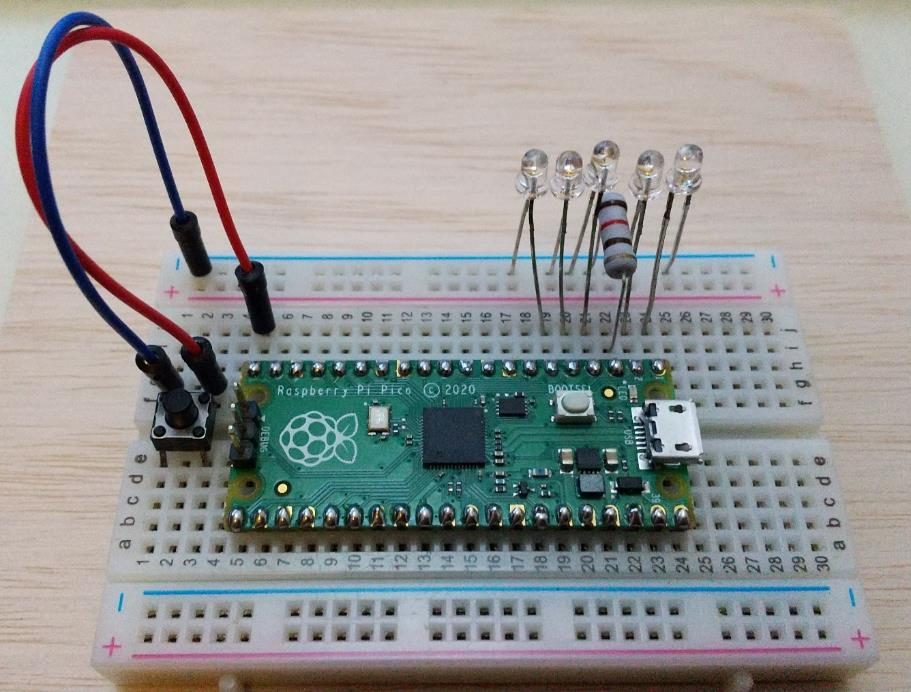 - -
+ +
1 2 6 7 8 9 10 11 12 13 14 15 16 17 18 19 20 21 22 23 24 25 26 27 28 29 30
j
i
h
g
f f
Raspberry Pi Pico © 2020 BOOTSEL LED
2
DEBUG
USB
39
e e
d d
c c
b b
a a
1 2 3 4 5 6 7 8 9 10 11 12 13 14 15 16 17 18 19 20 21 22 23 24 25 26 27 28 29 30
- -
+ +